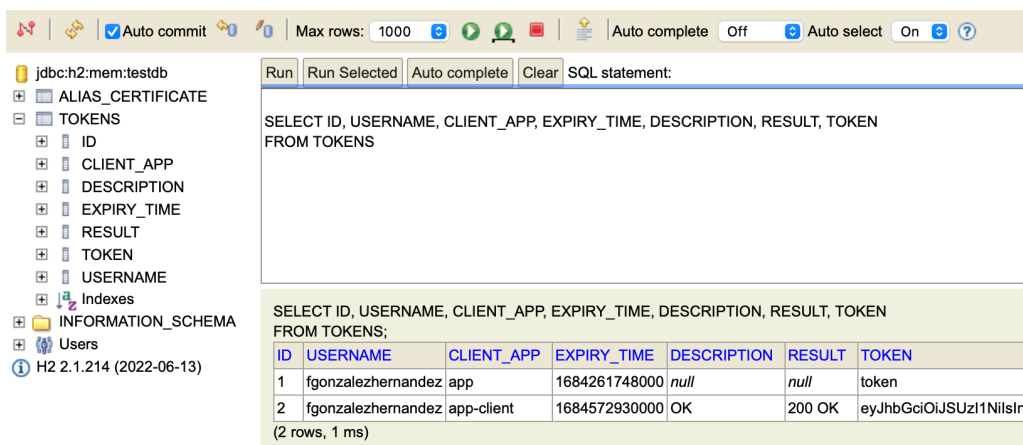 Auto commit Max rows: 1000 Auto complete Off Auto select On ?
jdbc:h2:mem:testdb
ALIAS_CERTIFICATE
TOKENS
ID
CLIENT_APP
DESCRIPTION
EXPIRY_TIME
RESULT
TOKEN
USERNAME
Indexes
INFORMATION_SCHEMA
Users
H2 2.1.214 (2022-06-13)
Run Run Selected Auto complete Clear SQL statement:
SELECT ID, USERNAME, CLIENT_APP, EXPIRY_TIME, DESCRIPTION, RESULT, TOKEN
FROM TOKENS
SELECT ID, USERNAME, CLIENT_APP, EXPIRY_TIME, DESCRIPTION, RESULT, TOKEN
FROM TOKENS;
ID USERNAME CLIENT_APP EXPIRY_TIME DESCRIPTION RESULT TOKEN
1 fgonzalezhernandez app 1684261748000 null null token
2 fgonzalezhernandez app-client 1684572930000 OK 200 OK
(2 rows, 1 ms)